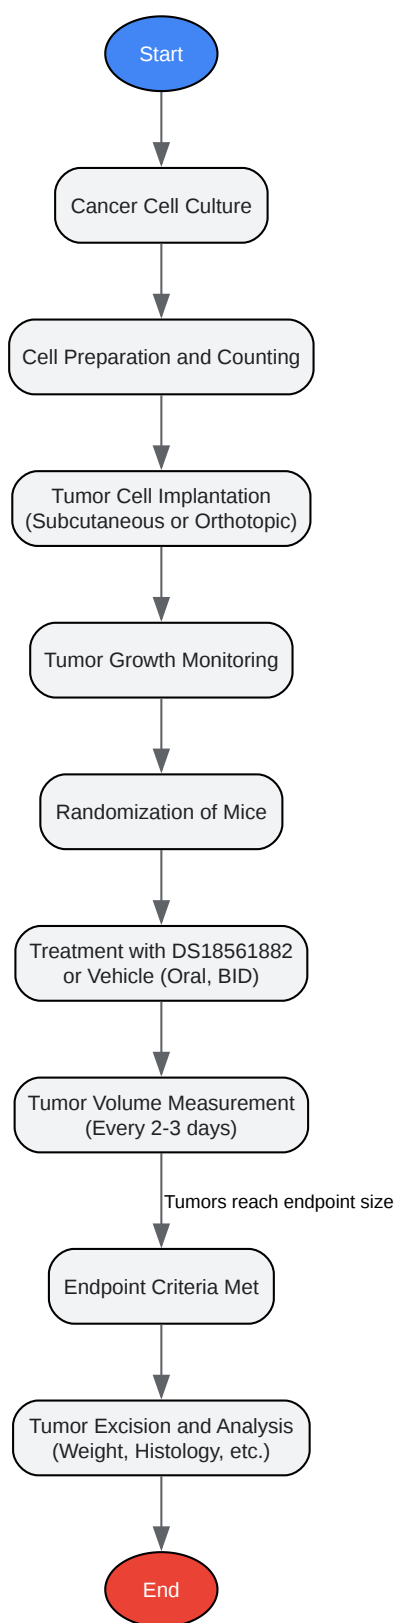 Start
Cancer Cell Culture
Cell Preparation and Counting
Tumor Cell Implantation
(Subcutaneous or Orthotopic)
Tumor Growth Monitoring
Randomization of Mice
Treatment with DS18561882
or Vehicle (Oral, BID)
Tumor Volume Measurement
(Every 2-3 days)
Tumors reach endpoint size
Endpoint Criteria Met
Tumor Excision and Analysis
(Weight, Histology, etc.)
End